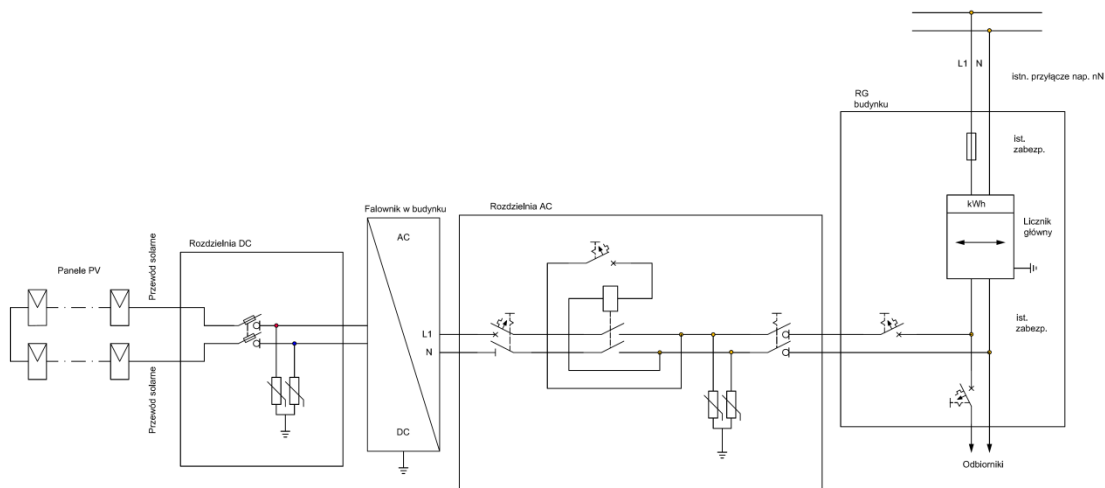 L1 N
istn. przyłącze nap. nN
RG
budynku
ist.
zabezp.
kWh
Licznik
główny
ist.
zabezp.
Odbiorniki
Rozdzielnia AC
Falownik w budynku
AC
L1
N
DC
Rozdzielnia DC
Panele PV
Przewód solarne
Przewód solarne